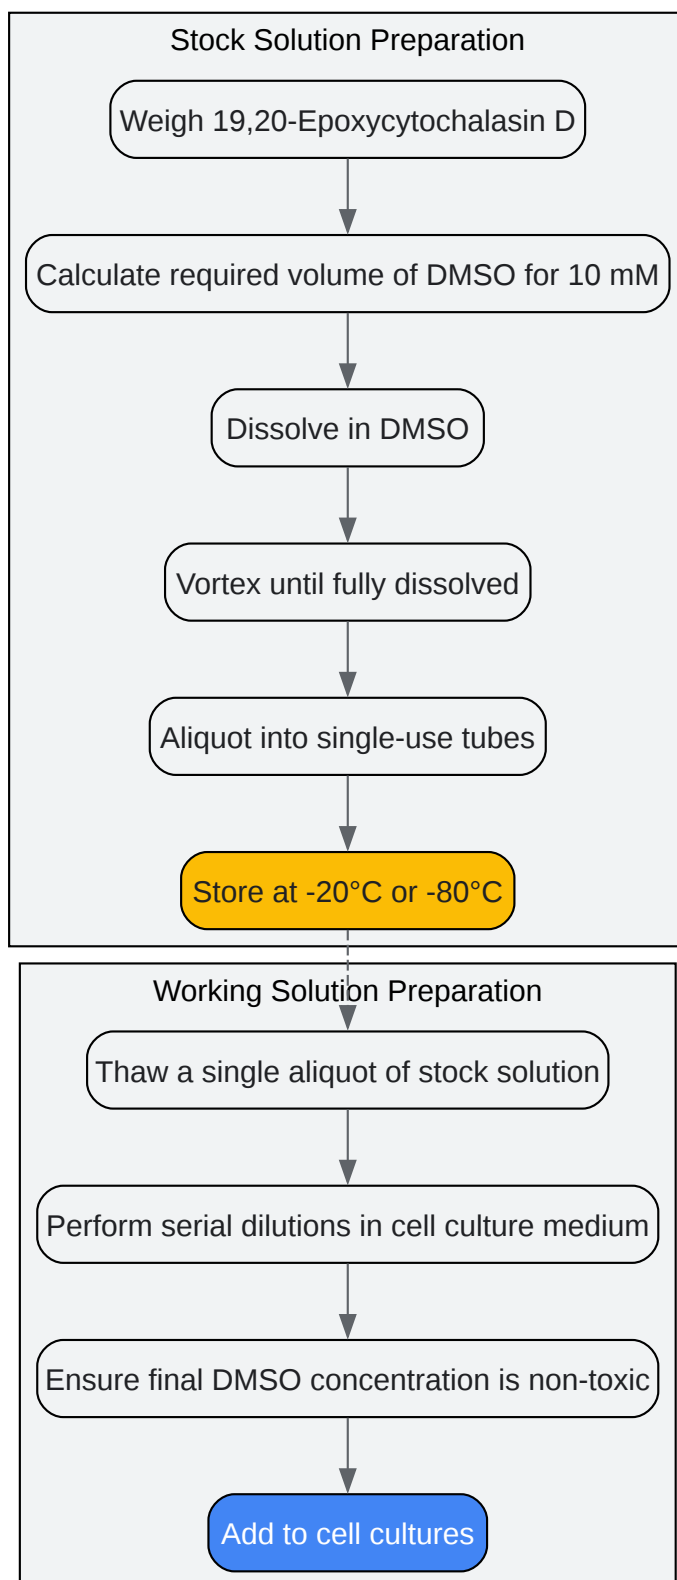 Stock Solution Preparation
Weigh 19,20-Epoxycytochalasin D
Calculate required volume of DMSO for 10 mM
Dissolve in DMSO
Vortex until fully dissolved
Aliquot into single-use tubes
Store at -20°C or -80°C
Working Solution Preparation
Thaw a single aliquot of stock solution
Perform serial dilutions in cell culture medium
Ensure final DMSO concentration is non-toxic
Add to cell cultures